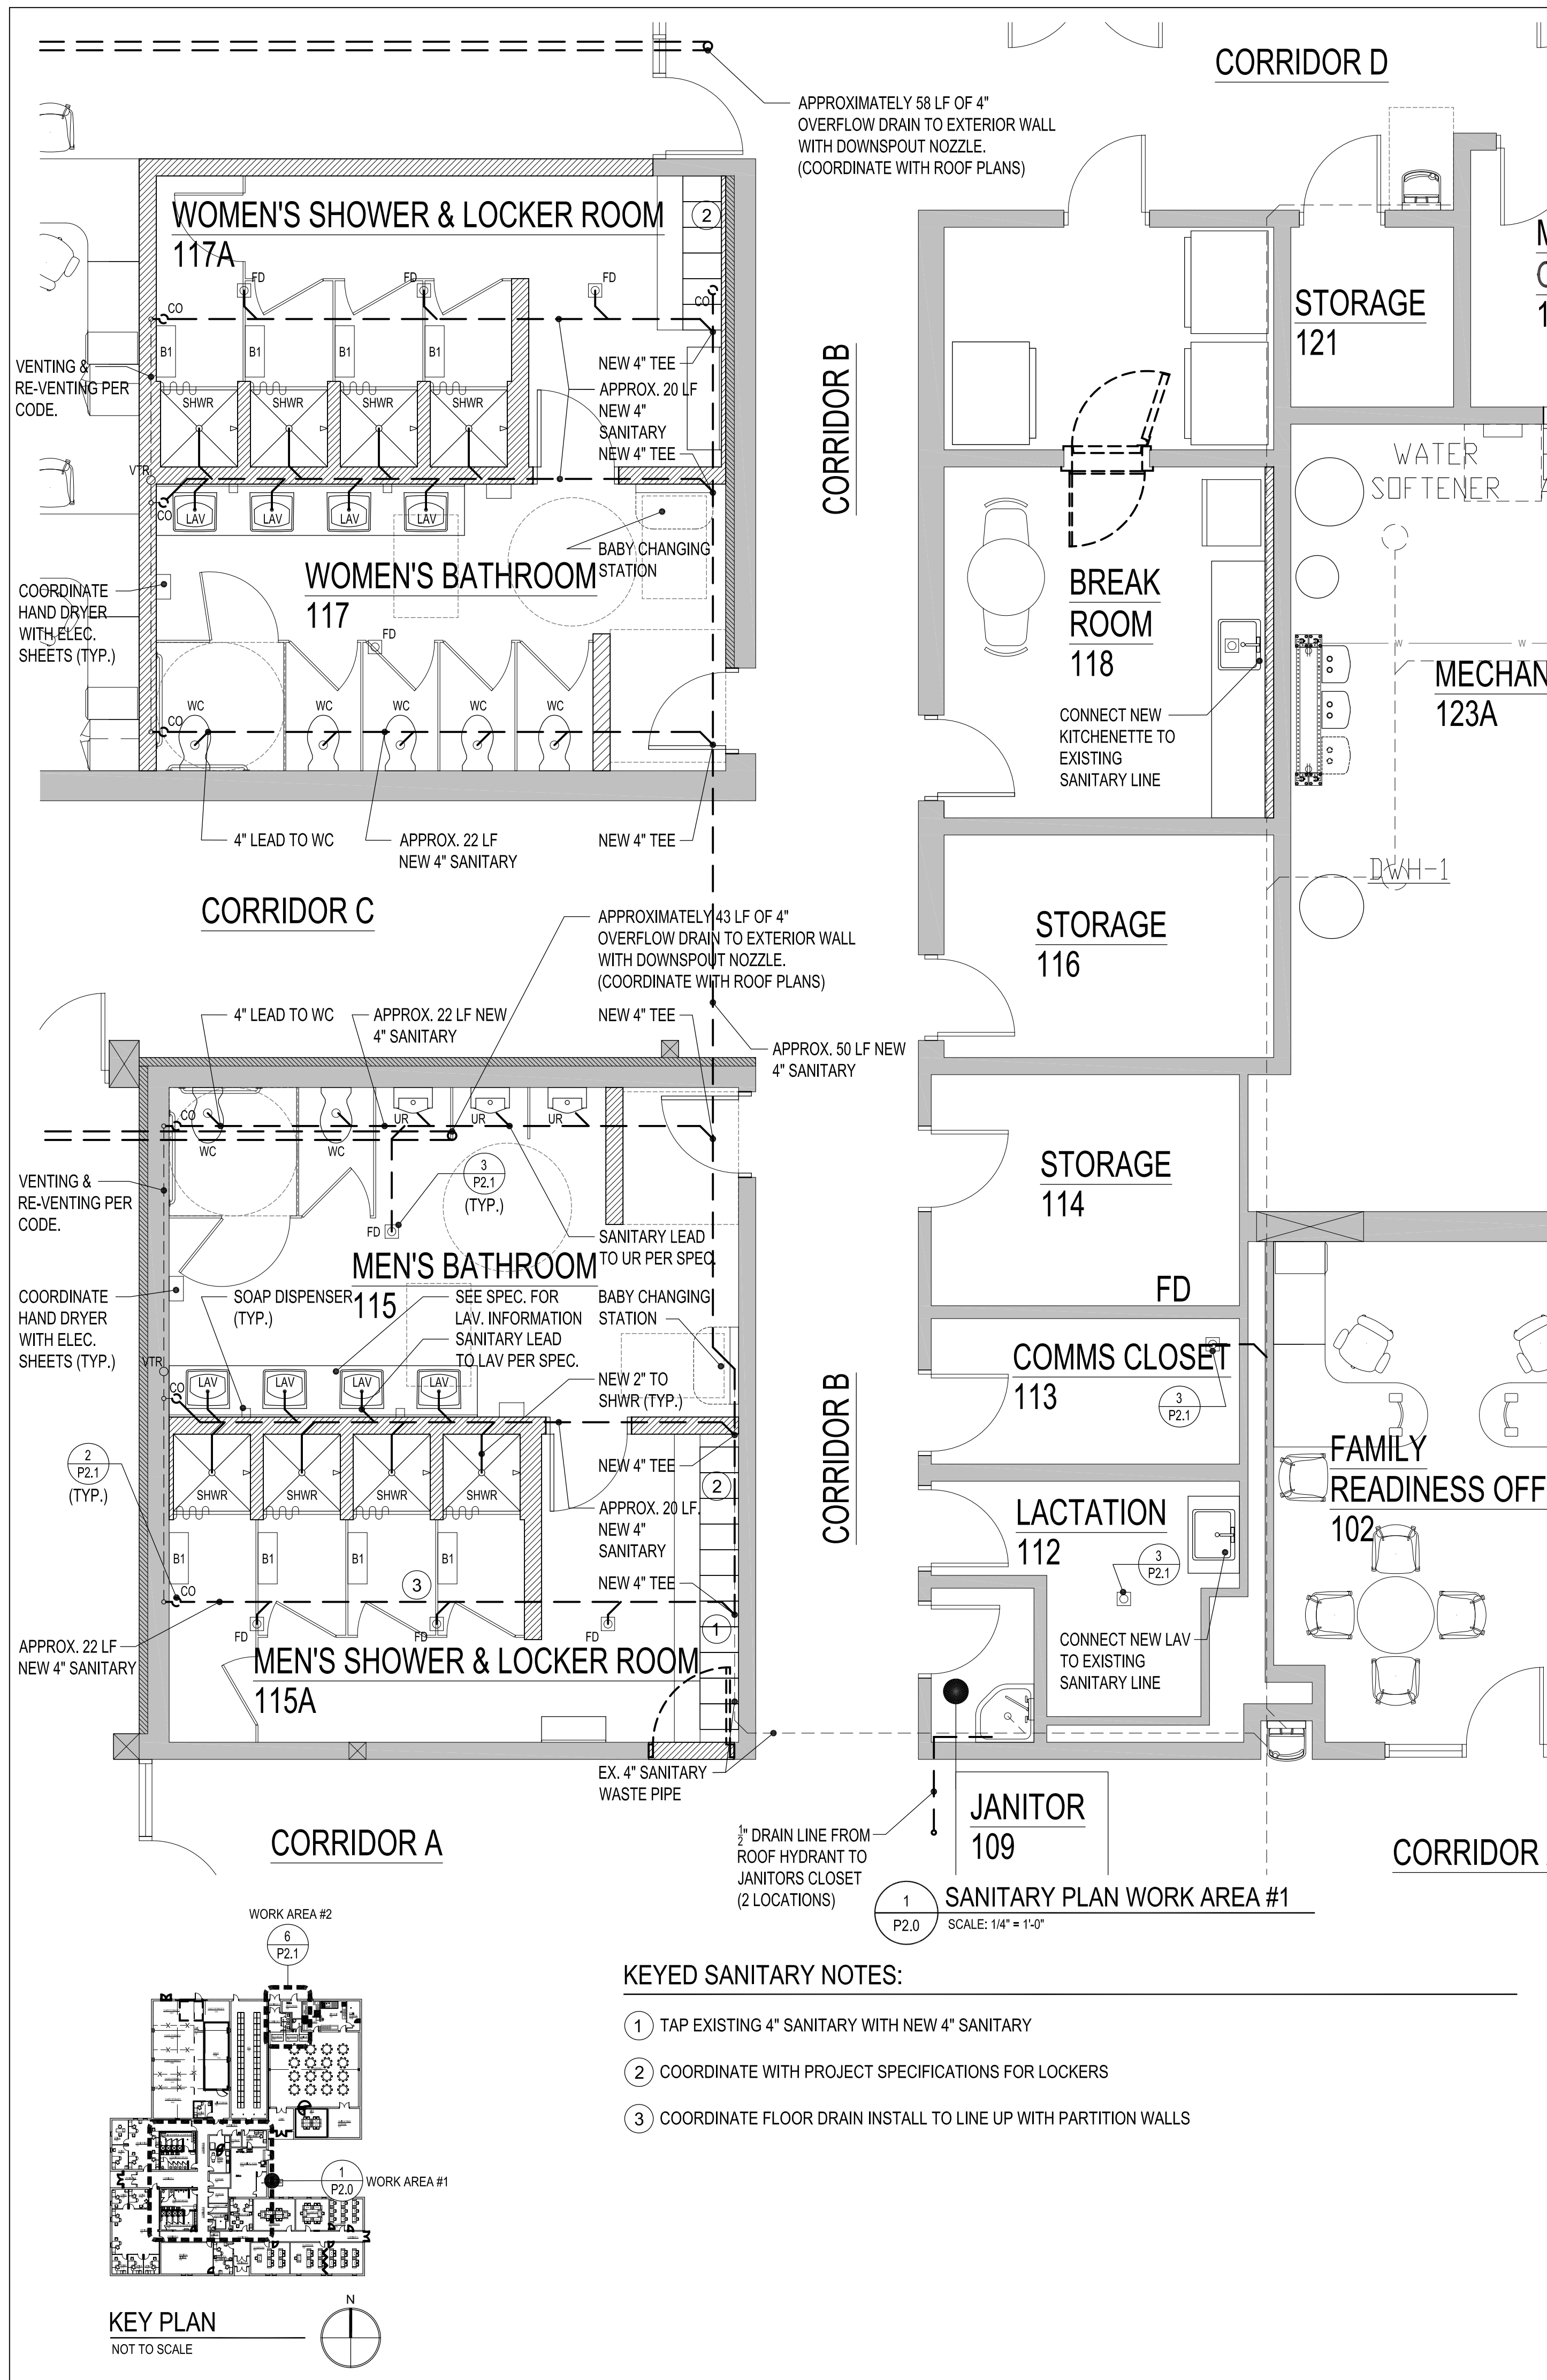 CORRIDOR D
APPROXIMATELY 58 LF OF 4"
OVERFLOW DRAIN TO EXTERIOR WALL
WITH DOWNSPOUT NOZZLE.
(COORDINATE WITH ROOF PLANS)
WOMEN'S SHOWER & LOCKER ROOM
117A
2
FD
FD
FD
CO
CO
B1
B1
B1
B1
VENTING &
RE-VENTING PER
CODE.
NEW 4" TEE
APPROX. 20 LF
NEW 4"
SANITARY
NEW 4" TEE
SHWR
SHWR
SHWR
SHWR
VTR
CO
LAV
LAV
LAV
LAV
BABY CHANGING
STATION
WOMEN'S BATHROOM
117
COORDINATE
HAND DRYER
WITH ELEC.
SHEETS (TYP.)
FD
WC
WC
WC
WC
WC
CO
4" LEAD TO WC
APPROX. 22 LF
NEW 4" SANITARY
NEW 4" TEE
CORRIDOR B
STORAGE
121
WATER
SOFTENER
BREAK
ROOM
118
W
W
MECHAN
123A
CONNECT NEW
KITCHENETTE TO
EXISTING
SANITARY LINE
DWH-1
CORRIDOR C
APPROXIMATELY 43 LF OF 4"
OVERFLOW DRAIN TO EXTERIOR WALL
WITH DOWNSPOUT NOZZLE.
(COORDINATE WITH ROOF PLANS)
STORAGE
116
4" LEAD TO WC
APPROX. 22 LF NEW
4" SANITARY
NEW 4" TEE
APPROX. 50 LF NEW
4" SANITARY
CO
UR
UR
UR
WC
WC
VENTING &
RE-VENTING PER
CODE.
3
P2.1
(TYP.)
FD
SANITARY LEAD
TO UR PER SPEC.
MEN'S BATHROOM
115
STORAGE
114
COORDINATE
HAND DRYER
WITH ELEC.
SHEETS (TYP.)
SOAP DISPENSER
(TYP.)
SEE SPEC. FOR
LAV. INFORMATION
SANITARY LEAD
TO LAV PER SPEC.
BABY CHANGING
STATION
FD
VTR
CO
LAV
LAV
LAV
LAV
NEW 2" TO
SHWR (TYP.)
COMMS CLOSET
113
3
P2.1
2
P2.1
(TYP.)
SHWR
SHWR
SHWR
SHWR
NEW 4" TEE
2
APPROX. 20 LF
NEW 4"
SANITARY
CORRIDOR B
FAMILY
READINESS OFF
102
LACTATION
112
3
P2.1
B1
B1
B1
B1
CO
3
NEW 4" TEE
1
FD
FD
FD
APPROX. 22 LF
NEW 4" SANITARY
MEN'S SHOWER & LOCKER ROOM
115A
CONNECT NEW LAV
TO EXISTING
SANITARY LINE
EX. 4" SANITARY
WASTE PIPE
JANITOR
109
CORRIDOR A
½" DRAIN LINE FROM
ROOF HYDRANT TO
JANITORS CLOSET
(2 LOCATIONS)
CORRIDOR
1
P2.0
SANITARY PLAN WORK AREA #1
SCALE: 1/4" = 1'-0"
WORK AREA #2
6
P2.1
KEYED SANITARY NOTES:
1 TAP EXISTING 4" SANITARY WITH NEW 4" SANITARY
2 COORDINATE WITH PROJECT SPECIFICATIONS FOR LOCKERS
3 COORDINATE FLOOR DRAIN INSTALL TO LINE UP WITH PARTITION WALLS
1
P2.0
WORK AREA #1
KEY PLAN
NOT TO SCALE
N